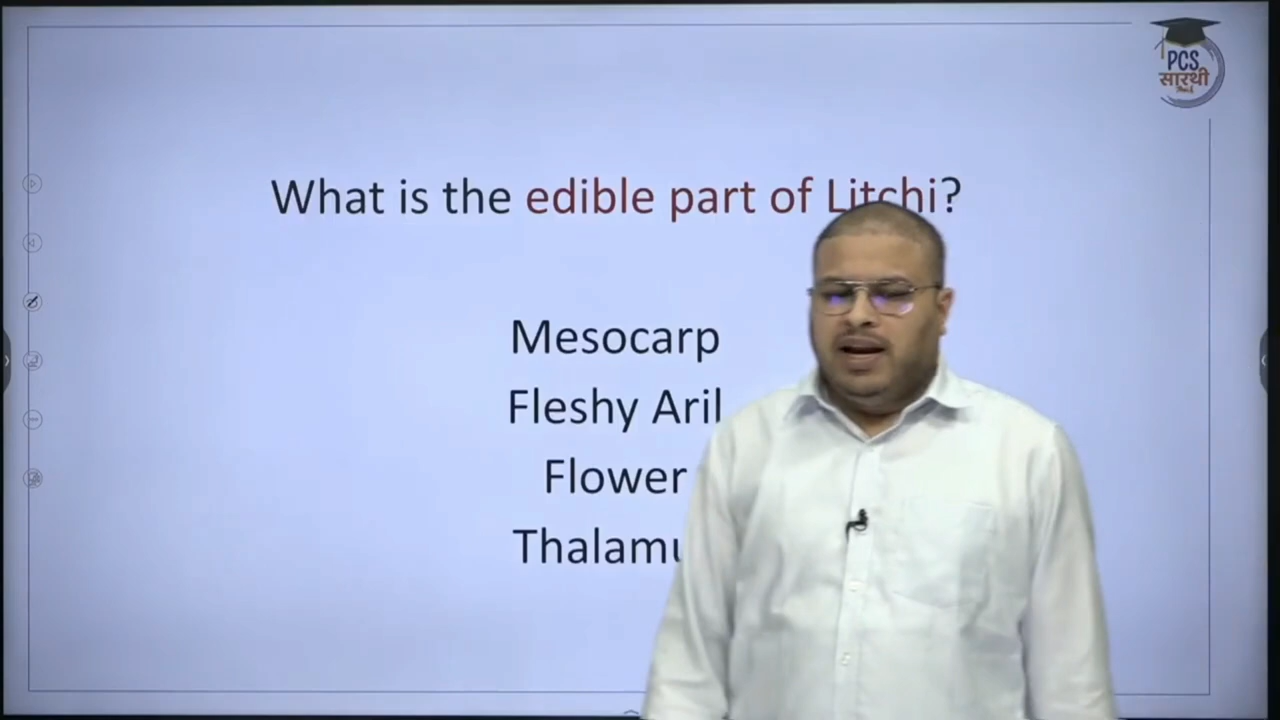 PCS
सारथी
What is the edible part of Litchi?
Mesocarp
Fleshy Aril
Flower